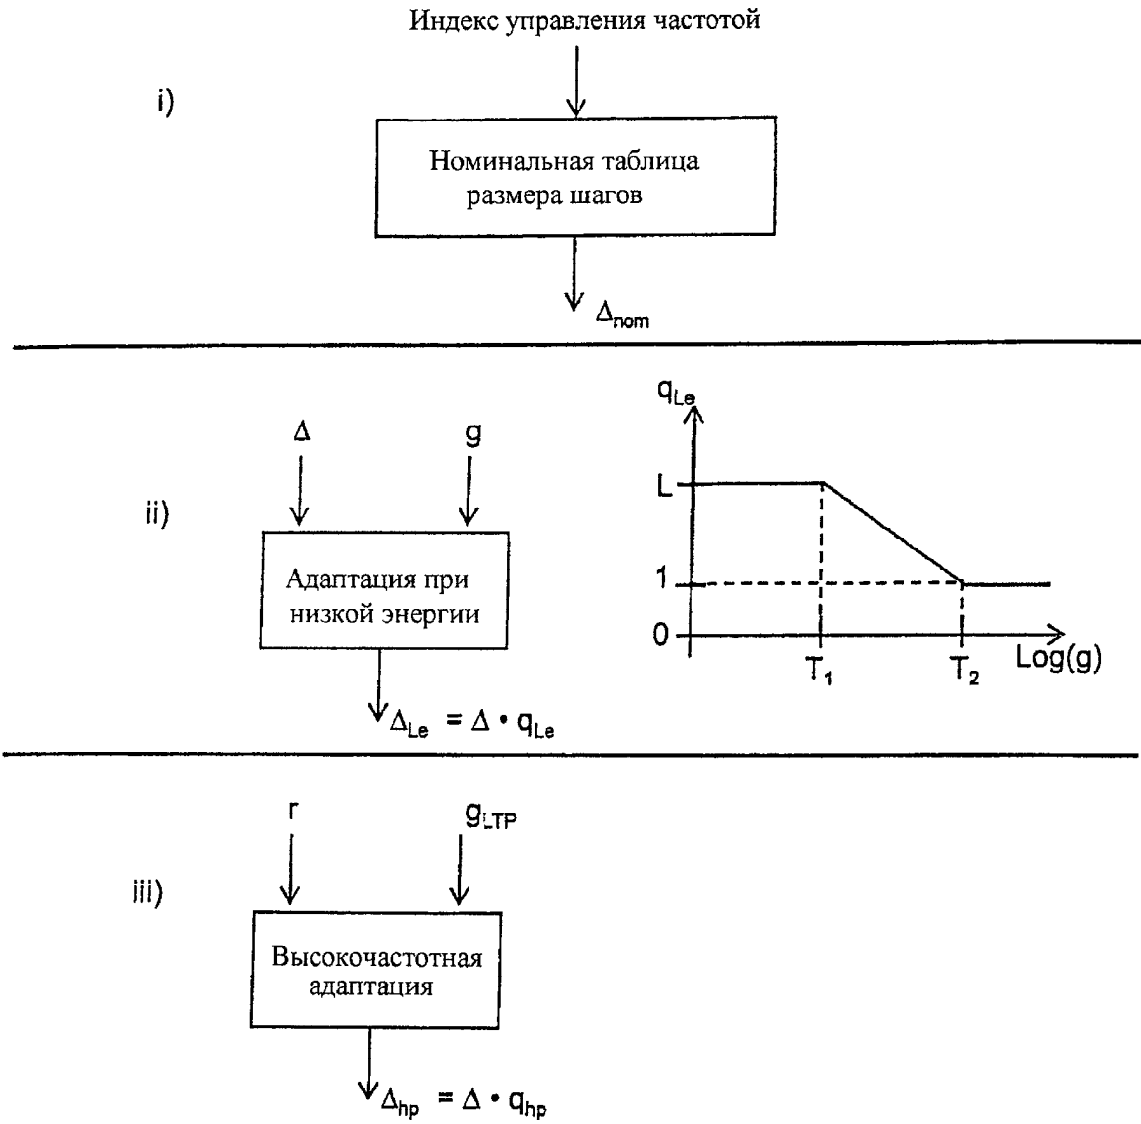 Индекс управления частотой
i)
Номинальная таблица
размера шагов
Δnom
ii)
Δ
g
Адаптация при
низкой энергии
ΔLe = Δ • qLe
qLe
L
1
0
T1
T2
Log(g)
iii)
r
gLTP
Высокочастотная
адаптация
Δhp = Δ • qhp